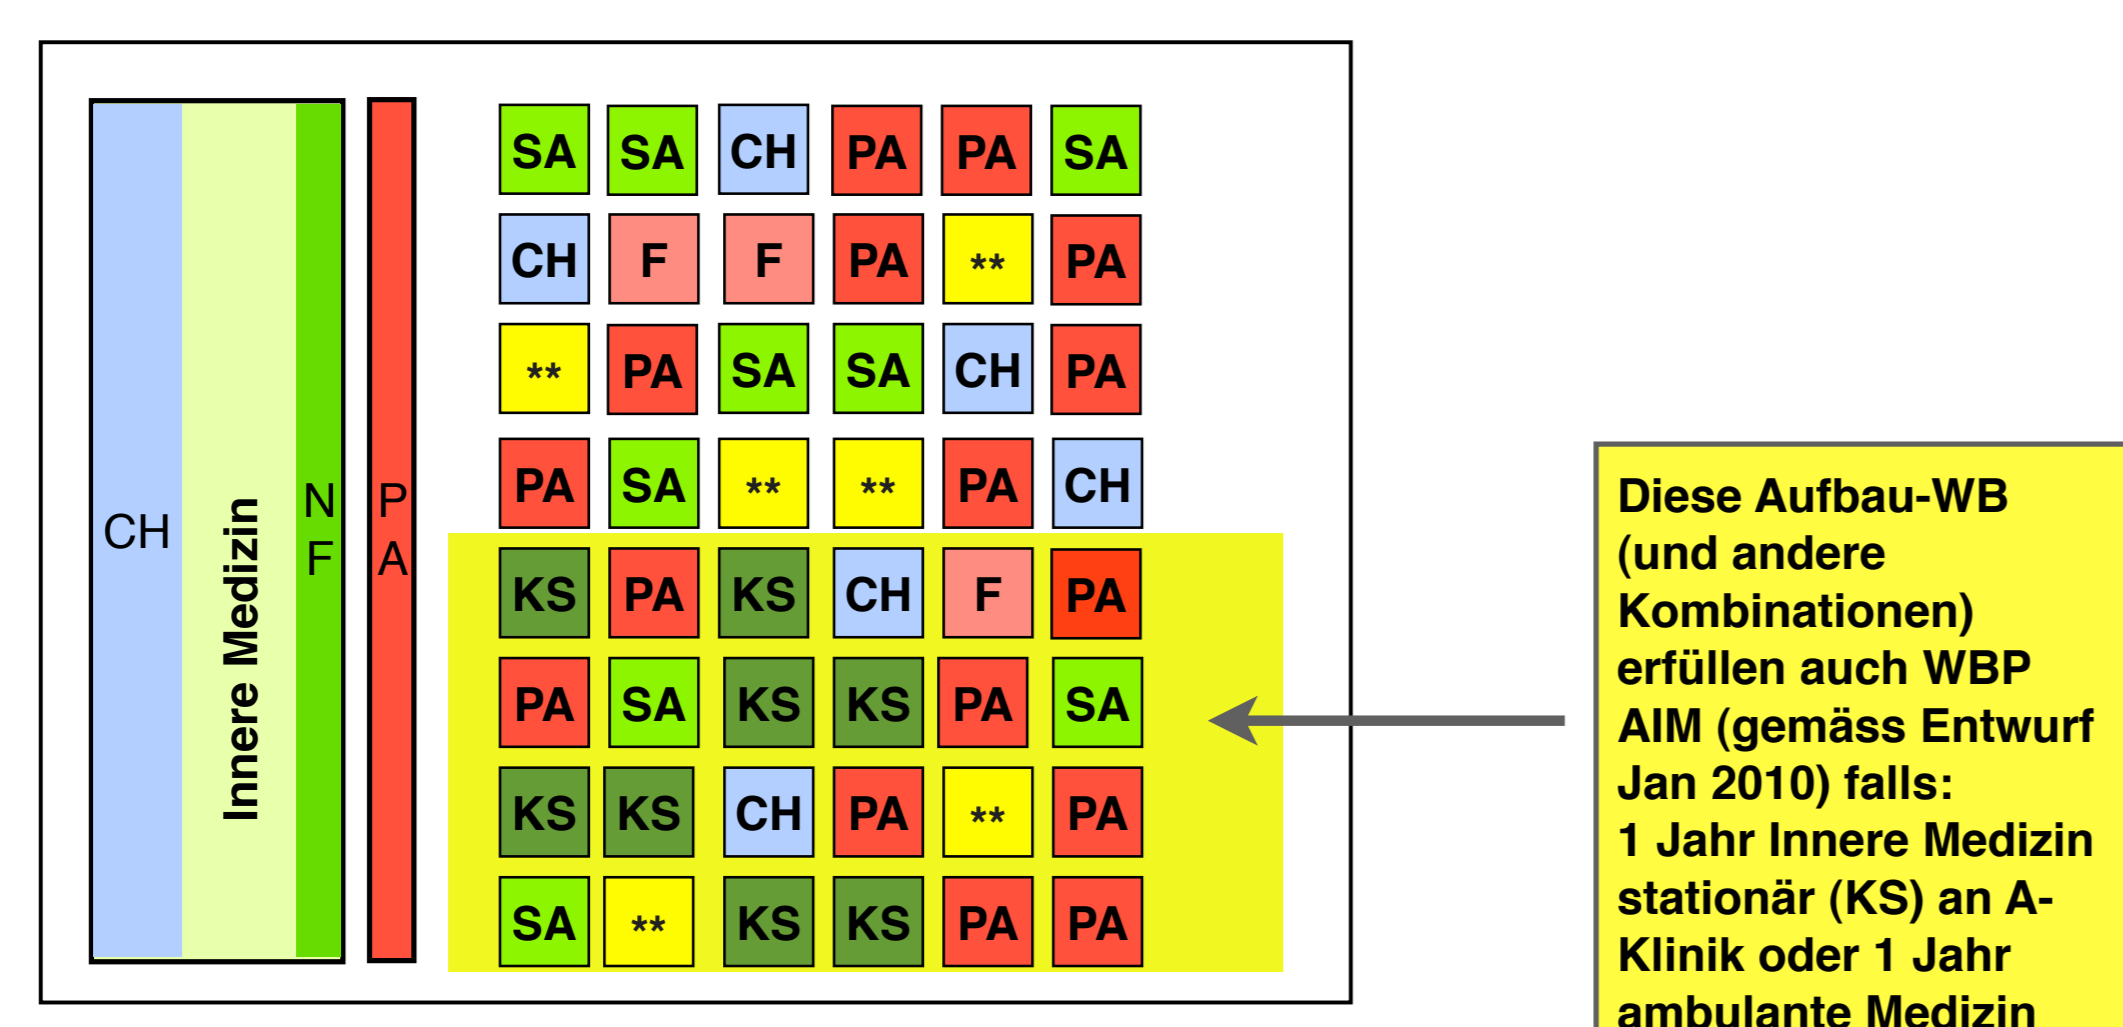 CH
Innere Medizin
N
F
P
A
SA SA CH PA PA SA
CH F F PA ** PA
** PA SA SA CH PA
PA SA ** ** PA CH
KS PA KS CH F PA
PA SA KS KS PA SA
KS KS CH PA ** PA
SA ** KS KS PA PA
Diese Aufbau-WB
(und andere
Kombinationen)
erfüllen auch WBP
AIM (gemäss Entwurf
Jan 2010) falls:
1 Jahr Innere Medizin
stationär (KS) an A-
Klinik oder 1 Jahr
ambulante Medizin